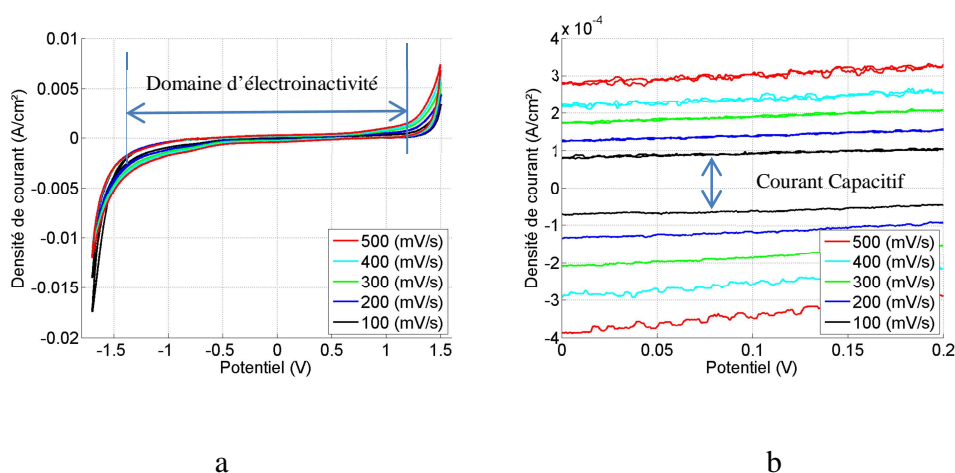 0.01
0.005
0
-0.005
-0.01
-0.015
-0.02
Densité de courant (A/cm²)
Domaine d'électroinactivité
500 (mV/s)
400 (mV/s)
300 (mV/s)
200 (mV/s)
100 (mV/s)
-1.5 -1 -0.5 0 0.5 1 1.5
Potentiel (V)
a
x 10⁻⁴
4
3
2
1
0
-1
-2
-3
-4
Densité de courant (A/cm²)
Courant Capacitif
500 (mV/s)
400 (mV/s)
300 (mV/s)
200 (mV/s)
100 (mV/s)
0 0.05 0.1 0.15 0.2
Potentiel (V)
b